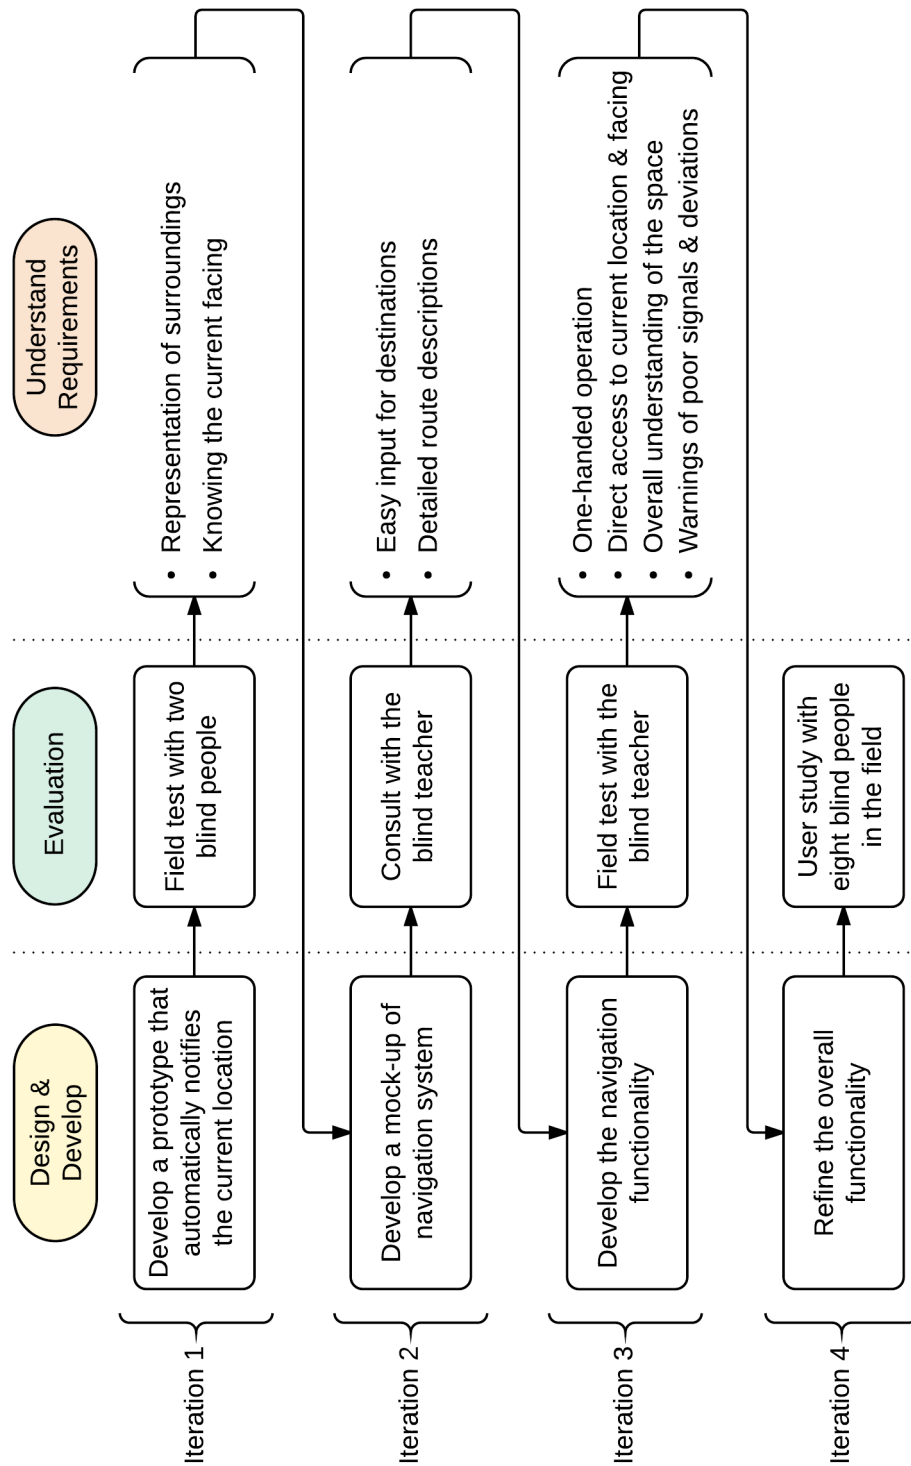 Design &
Develop
Evaluation
Understand
Requirements
Iteration 1
Develop a prototype that
automatically notifies
the current location
Field test with two
blind people
• Representation of surroundings
• Knowing the current facing
Iteration 2
Develop a mock-up of
navigation system
Consult with the
blind teacher
• Easy input for destinations
• Detailed route descriptions
Iteration 3
Develop the navigation
functionality
Field test with the
blind teacher
• One-handed operation
• Direct access to current location & facing
• Overall understanding of the space
• Warnings of poor signals & deviations
Iteration 4
Refine the overall
functionality
User study with
eight blind people
in the field